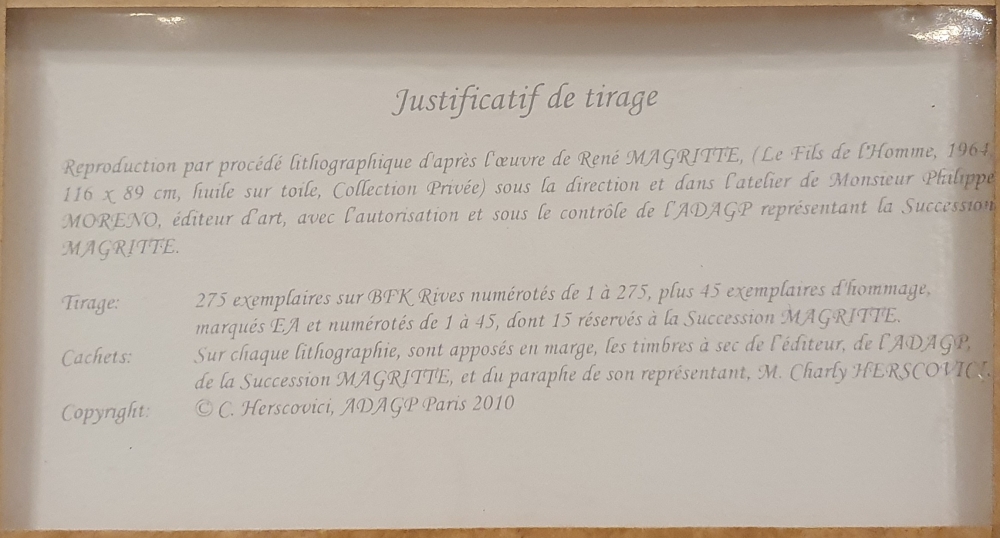 Justificatif de tirage
Reproduction par procédé lithographique d'après l'œuvre de René MAGRITTE, (Le Fils de l'Homme, 1964,
116 x 89 cm, huile sur toile, Collection Privée) sous la direction et dans l'atelier de Monsieur Philippe
MORENO, éditeur d'art, avec l'autorisation et sous le contrôle de l'ADAGP représentant la Succession
MAGRITTE.
Tirage: 275 exemplaires sur BFK Rives numérotés de 1 à 275, plus 45 exemplaires d'hommage,
marqués EA et numérotés de 1 à 45, dont 15 réservés à la Succession MAGRITTE.
Cachets: Sur chaque lithographie, sont apposés en marge, les timbres à sec de l'éditeur, de l'ADAGP,
de la Succession MAGRITTE, et du paraphe de son représentant, M. Charly HERSCOVICI.
Copyright: © C. Herscovici, ADAGP Paris 2010